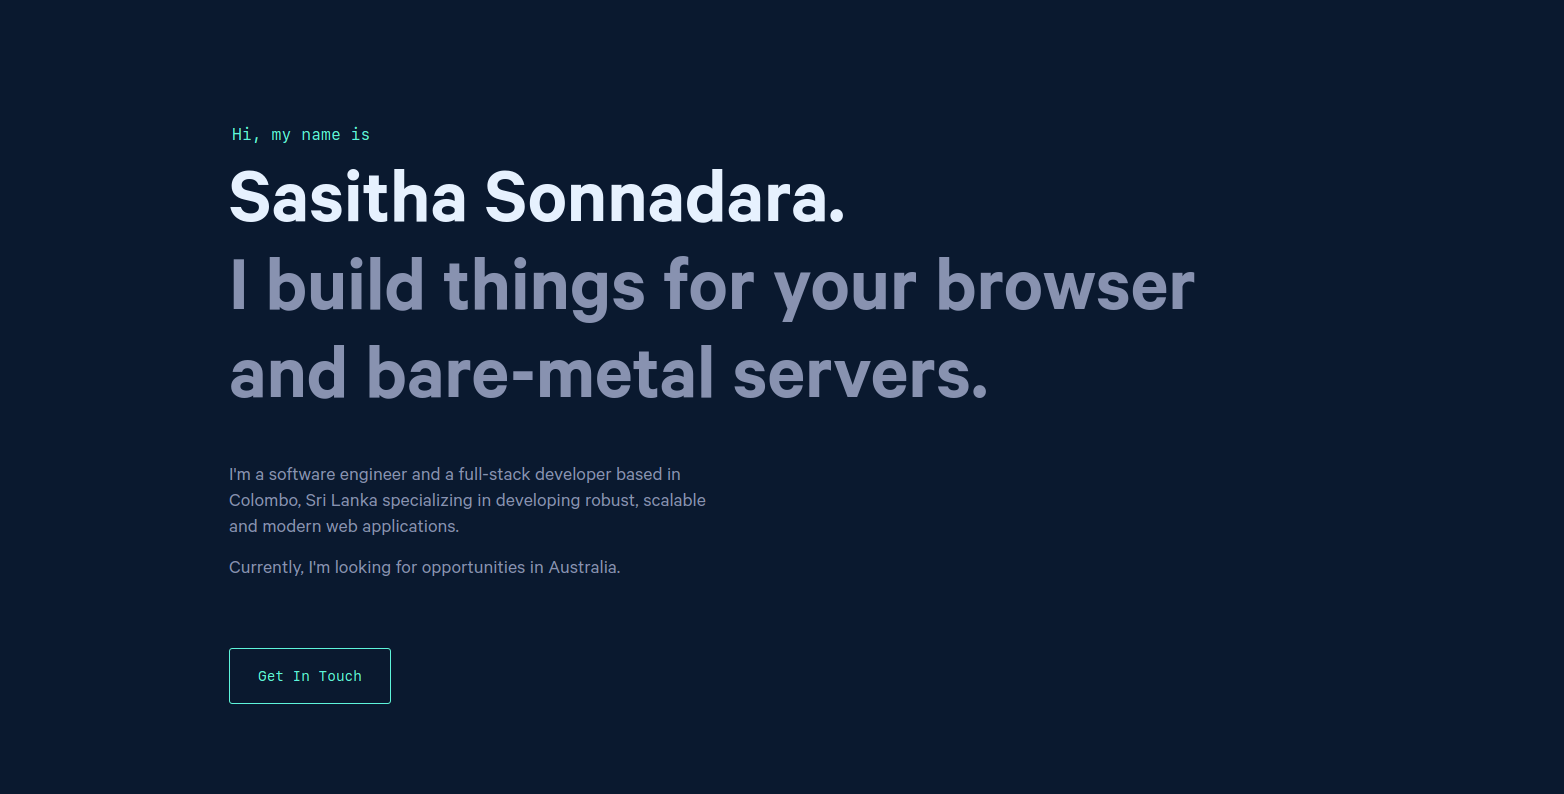 Hi, my name is
Sasitha Sonnadara.
I build things for your browser
and bare-metal servers.
I'm a software engineer and a full-stack developer based in
Colombo, Sri Lanka specializing in developing robust, scalable
and modern web applications.
Currently, I'm looking for opportunities in Australia.
Get In Touch